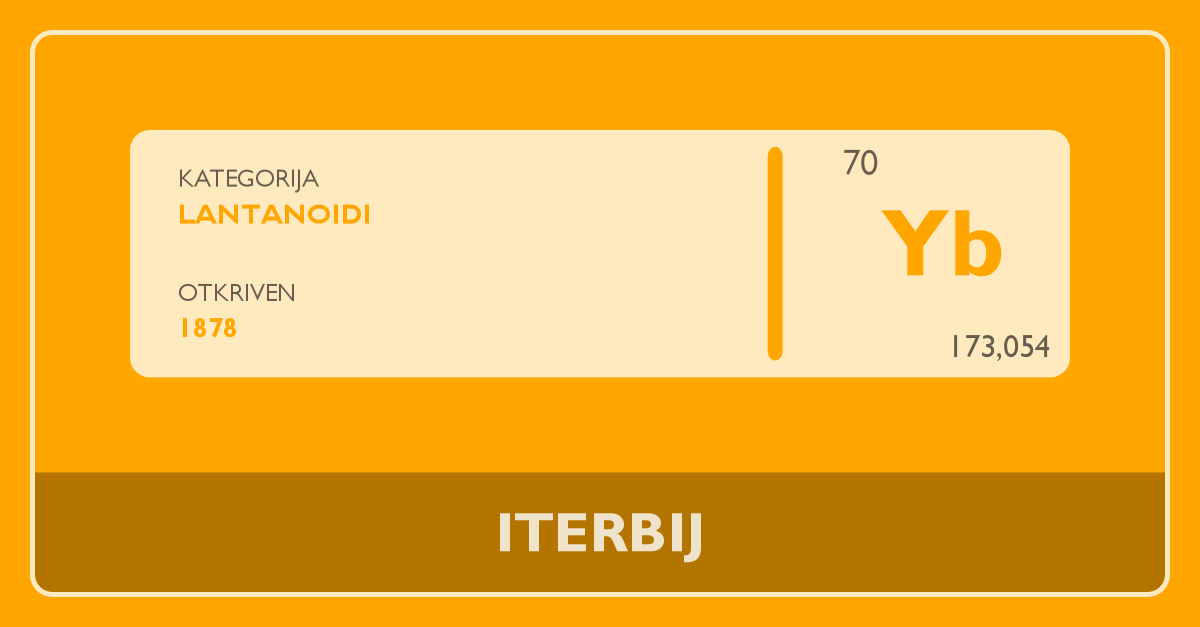 KATEGORIJA
LANTANOIDI
OTKRIVEN
1878
70
Yb
173,054
ITERBIJ